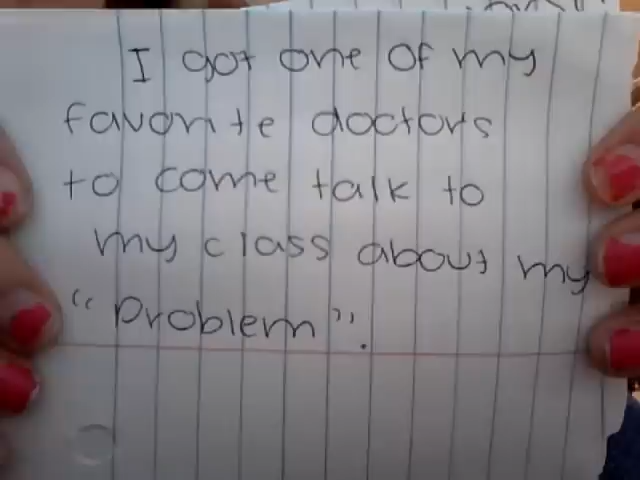 I got one of my
favorite doctors
to come talk to
my class about my
"Problem".